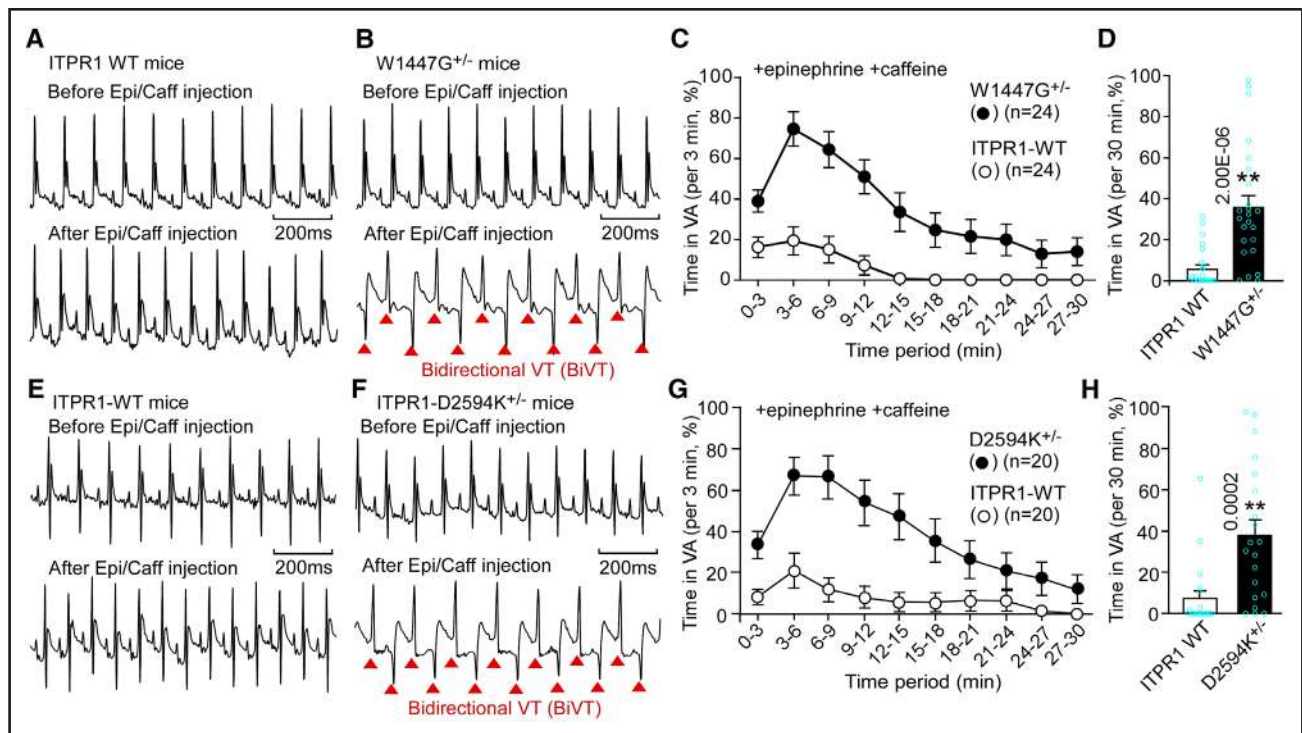 A
ITPR1 WT mice
Before Epi/Caff injection
200ms
After Epi/Caff injection
B
W1447G+/- mice
Before Epi/Caff injection
200ms
After Epi/Caff injection
Bidirectional VT (BiVT)
C
+epinephrine +caffeine
W1447G+/-
(●) (n=24)
ITPR1-WT
(○) (n=24)
Time in VA (per 3 min, %)
100
80
60
40
20
0
0-3
3-6
6-9
9-12
12-15
15-18
18-21
21-24
24-27
27-30
Time period (min)
D
Time in VA (per 30 min, %)
100
80
60
40
20
0
2.00E-06
**
ITPR1 WT
W1447G+/-
E
ITPR1-WT mice
Before Epi/Caff injection
200ms
After Epi/Caff injection
F
ITPR1-D2594K+/- mice
Before Epi/Caff injection
200ms
After Epi/Caff injection
Bidirectional VT (BiVT)
G
+epinephrine +caffeine
D2594K+/-
(●) (n=20)
ITPR1-WT
(○) (n=20)
Time in VA (per 3 min, %)
100
80
60
40
20
0
0-3
3-6
6-9
9-12
12-15
15-18
18-21
21-24
24-27
27-30
Time period (min)
H
Time in VA (per 30 min, %)
100
80
60
40
20
0
0.0002
**
ITPR1 WT
D2594K+/-